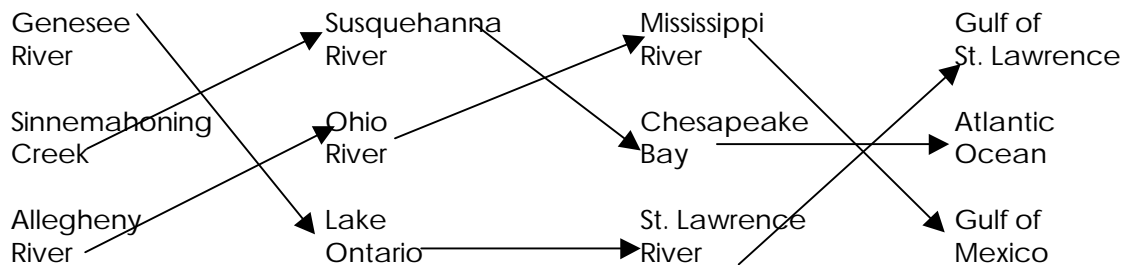 Genesee
River
Susquehanna
River
Mississippi
River
Gulf of
St. Lawrence
Sinnemahoning
Creek
Ohio
River
Chesapeake
Bay
Atlantic
Ocean
Allegheny
River
Lake
Ontario
St. Lawrence
River
Gulf of
Mexico